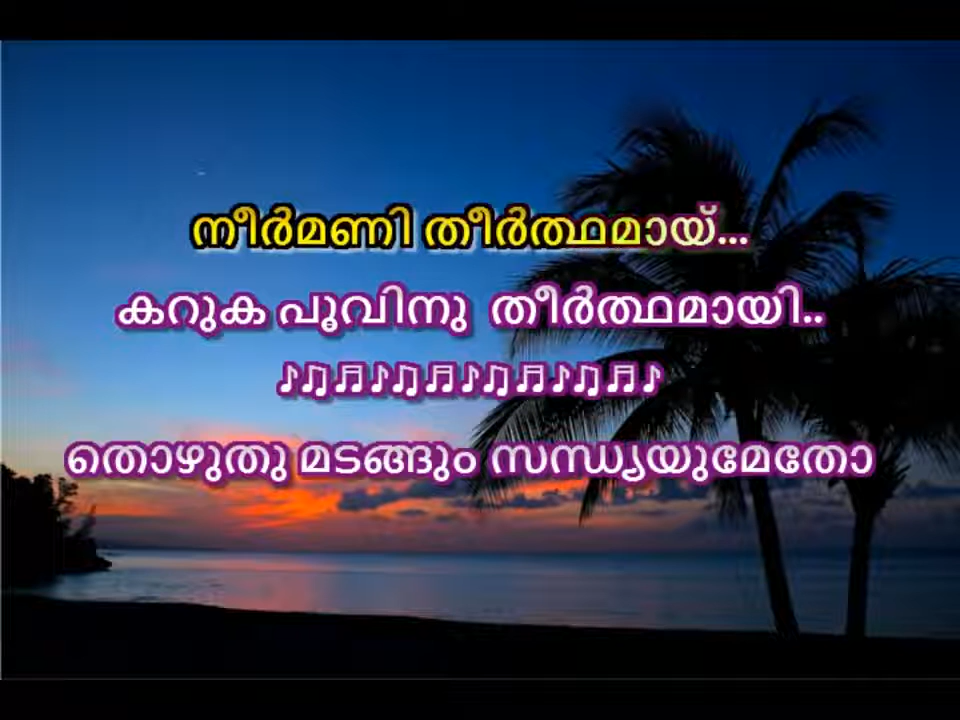 നീർമണി തീർത്ഥമായ്...
കറുക പൂവിനു തീർത്ഥമായി..
♪♫♬♪♫♬♪♫♬♪♫♬♪
തൊഴുതു മടങ്ങും സന്ധ്യയുമേതോ